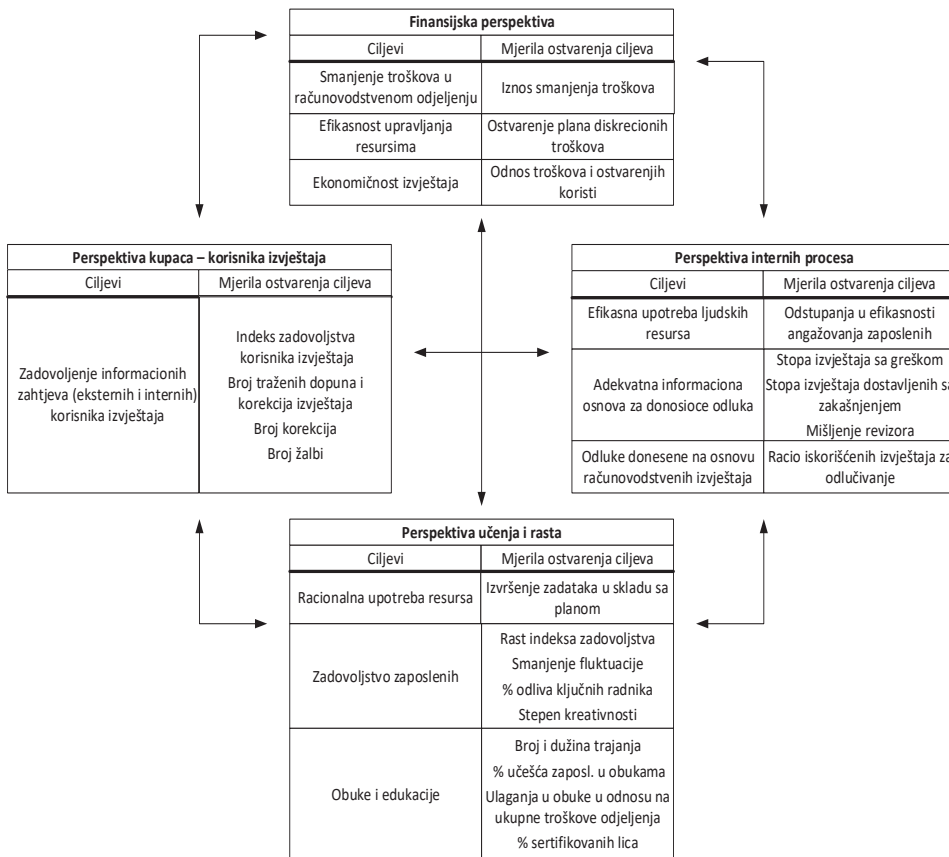 Finansijska perspektiva
Ciljevi
Mjerila ostvarenja ciljeva
Smanjenje troškova u
računovodstvenom odjeljenju
Iznos smanjenja troškova
Efikasnost upravljanja
resursima
Ostvarenje plana diskrecionih
troškova
Ekonomičnost izvještaja
Odnos troškova i ostvarenjih
koristi
Perspektiva kupaca – korisnika izvještaja
Ciljevi
Mjerila ostvarenja ciljeva
Zadovoljenje informacionih
zahtjeva (eksternih i internih)
korisnika izvještaja
Indeks zadovoljstva
korisnika izvještaja
Broj traženih dopuna i
korekcija izvještaja
Broj korekcija
Broj žalbi
Perspektiva internih procesa
Ciljevi
Mjerila ostvarenja ciljeva
Efikasna upotreba ljudskih
resursa
Odstupanja u efikasnosti
angažovanja zaposlenih
Adekvatna informaciona
osnova za donosioce odluka
Stopa izvještaja sa greškom
Stopa izvještaja dostavljenih sa
zakašnjenjem
Mišljenje revizora
Odluke donesene na osnovu
računovodstvenih izvještaja
Racio iskorišćenih izvještaja za
odlučivanje
Perspektiva učenja i rasta
Ciljevi
Mjerila ostvarenja ciljeva
Racionalna upotreba resursa
Izvršenje zadataka u skladu sa
planom
Zadovoljstvo zaposlenih
Rast indeksa zadovoljstva
Smanjenje fluktuacije
% odliva ključnih radnika
Stepen kreativnosti
Obuke i edukacije
Broj i dužina trajanja
% učešća zaposl. u obukama
Ulaganja u obuke u odnosu na
ukupne troškove odjeljenja
% sertifikovanih lica